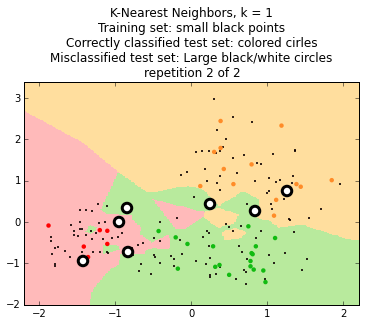 K-Nearest Neighbors, k = 1
Training set: small black points
Correctly classified test set: colored cirles
Misclassified test set: Large black/white circles
repetition 2 of 2
3
2
1
0
−1
−2
−2 −1 0 1 2